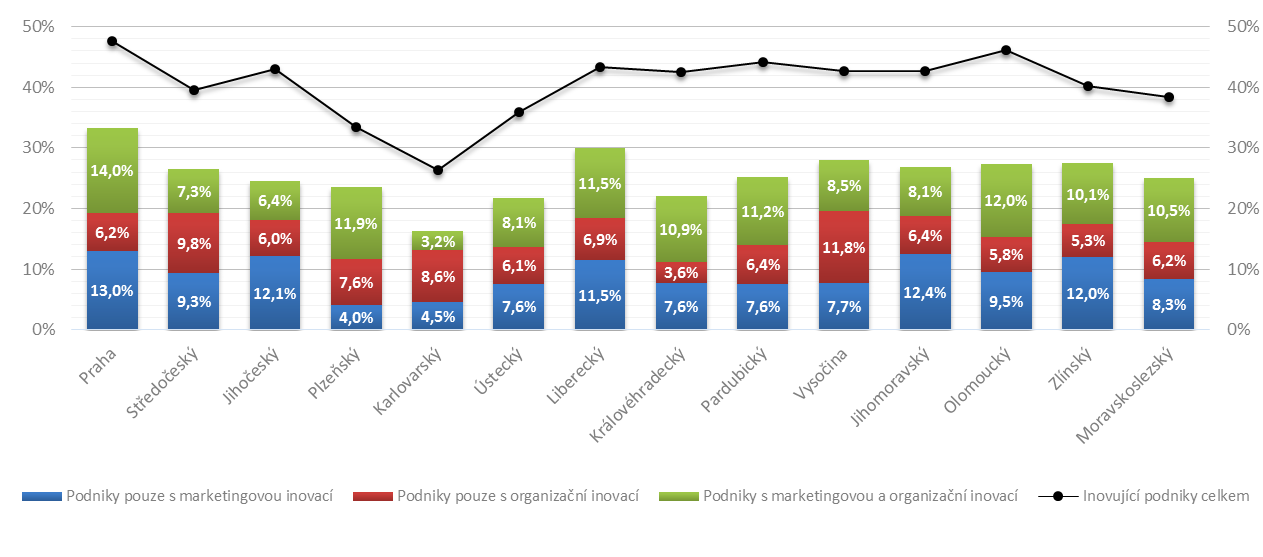 50% 50%
40% 40%
30% 30%
20% 20%
10% 10%
0% 0%
14,0% 7,3% 6,4% 11,9% 3,2% 8,1% 11,5% 10,9% 11,2% 8,5% 8,1% 12,0% 10,1% 10,5%
6,2% 9,8% 6,0% 7,6% 8,6% 6,1% 6,9% 3,6% 6,4% 11,8% 6,4% 5,8% 5,3% 6,2%
13,0% 9,3% 12,1% 4,0% 4,5% 7,6% 11,5% 7,6% 7,6% 7,7% 12,4% 9,5% 12,0% 8,3%
Praha
Středočeský
Jihočeský
Plzeňský
Karlovarský
Ústecký
Liberecký
Královéhradecký
Pardubický
Vysočina
Jihomoravský
Olomoucký
Zlínský
Moravskoslezský
Podniky pouze s marketingovou inovací Podniky pouze s organizační inovací Podniky s marketingovou a organizační inovací Inovující podniky celkem